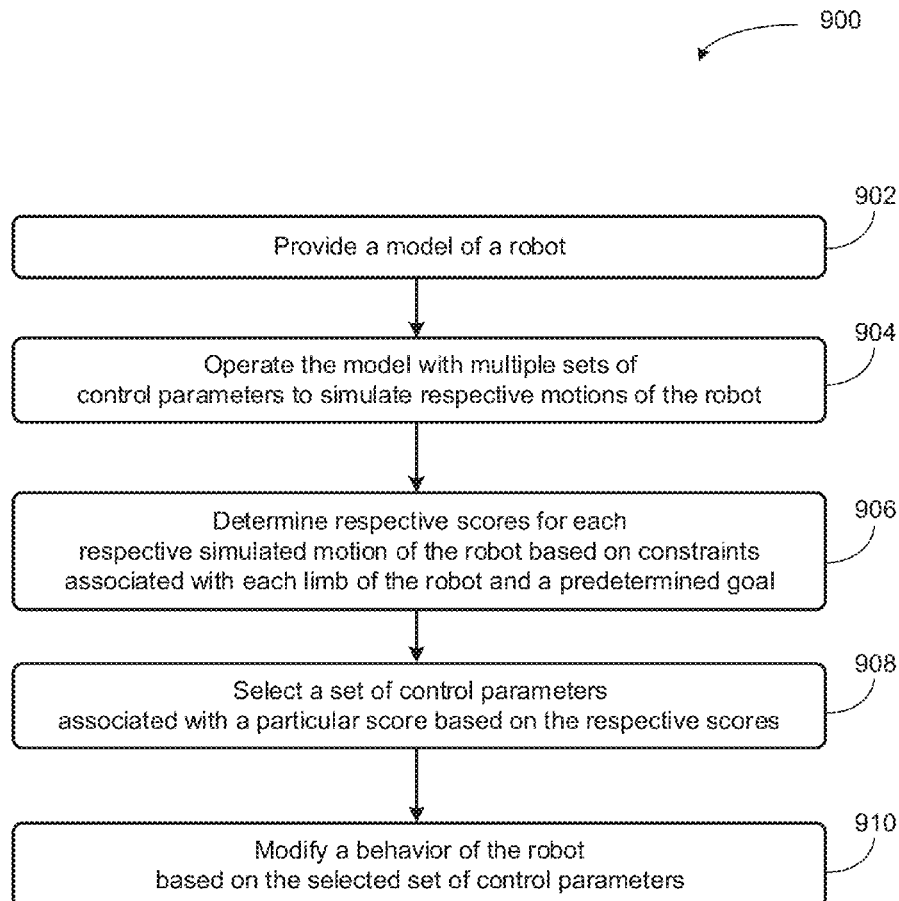 900
902
Provide a model of a robot
904
Operate the model with multiple sets of
control parameters to simulate respective motions of the robot
906
Determine respective scores for each
respective simulated motion of the robot based on constraints
associated with each limb of the robot and a predetermined goal
908
Select a set of control parameters
associated with a particular score based on the respective scores
910
Modify a behavior of the robot
based on the selected set of control parameters